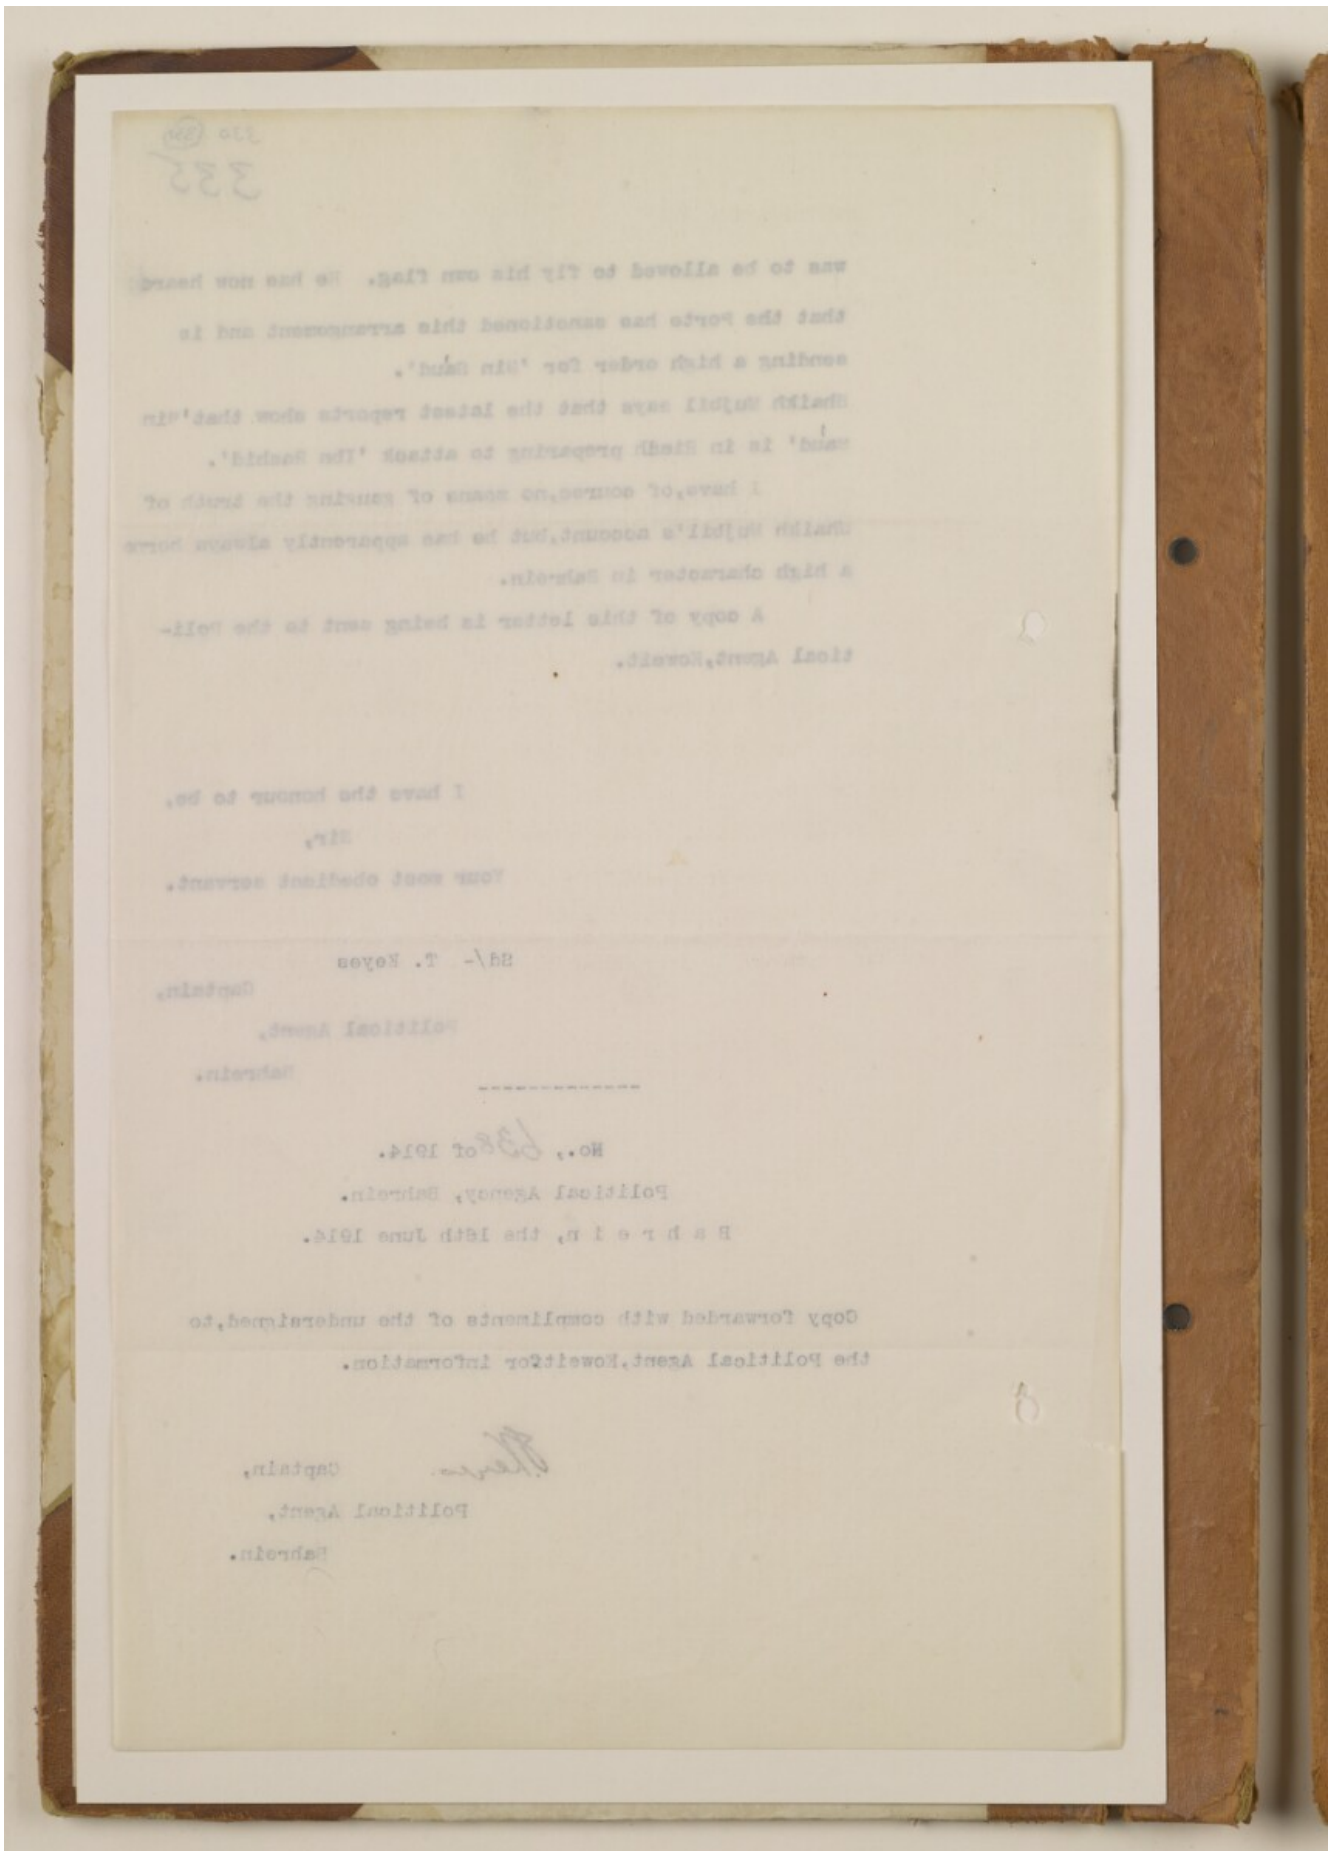 330
335
was to be allowed to fly his own flag. He has now heard
that the Porte has sanctioned this arrangement and is
sending a high order for 'Bin Saud'.
Shaikh Mujbil says that the latest reports show that 'Bin
Saud' is in Riadh preparing to attack 'Ibn Rashid'.
I have,of course,no means of gauging the truth of
Shaikh Mujbil's account,but he has apparently always borne
a high character in Bahrein.
A copy of this letter is being sent to the Poli-
tical Agent,Koweit.
I have the honour to be,
Sir,
Your most obedient servant.
Sd/- T. Keyes
Captain,
Political Agent,
Bahrein.
-------------
No., 638 of 1914.
Political Agency, Bahrein.
B a h r e i n, the 16th June 1914.
Copy forwarded with compliments of the undersigned,to
the Political Agent,Koweitfor information.
Captain,
Political Agent,
Bahrein.